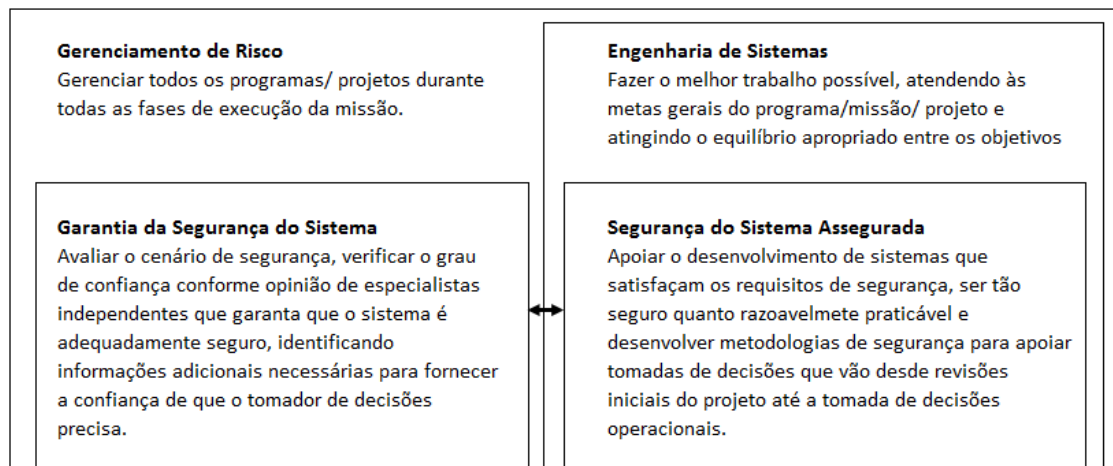 Gerenciamento de Risco
Gerenciar todos os programas/ projetos durante
todas as fases de execução da missão.
Engenharia de Sistemas
Fazer o melhor trabalho possível, atendendo às
metas gerais do programa/missão/ projeto e
atingindo o equilíbrio apropriado entre os objetivos
Garantia da Segurança do Sistema
Avaliar o cenário de segurança, verificar o grau
de confiança conforme opinião de especialistas
independentes que garanta que o sistema é
adequadamente seguro, identificando
informações adicionais necessárias para fornecer
a confiança de que o tomador de decisões
precisa.
Segurança do Sistema Assegurada
Apoiar o desenvolvimento de sistemas que
satisfaçam os requisitos de segurança, ser tão
seguro quanto razoavelmete praticável e
desenvolver metodologias de segurança para apoiar
tomadas de decisões que vão desde revisões
iniciais do projeto até a tomada de decisões
operacionais.